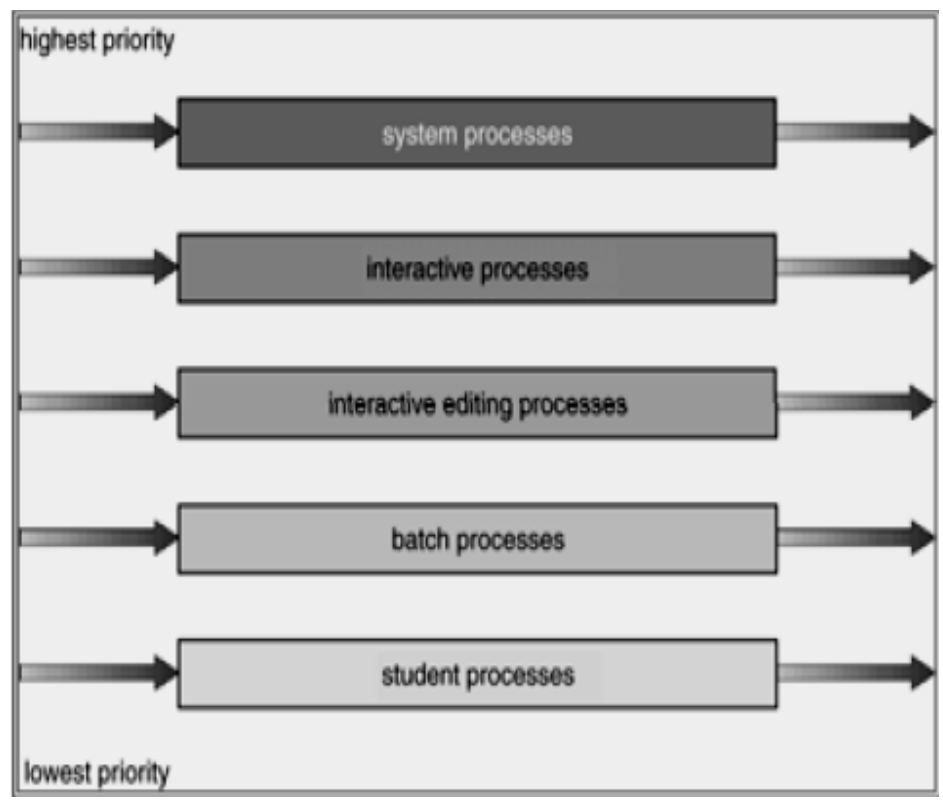 highest priority
system processes
interactive processes
interactive editing processes
batch processes
student processes
lowest priority